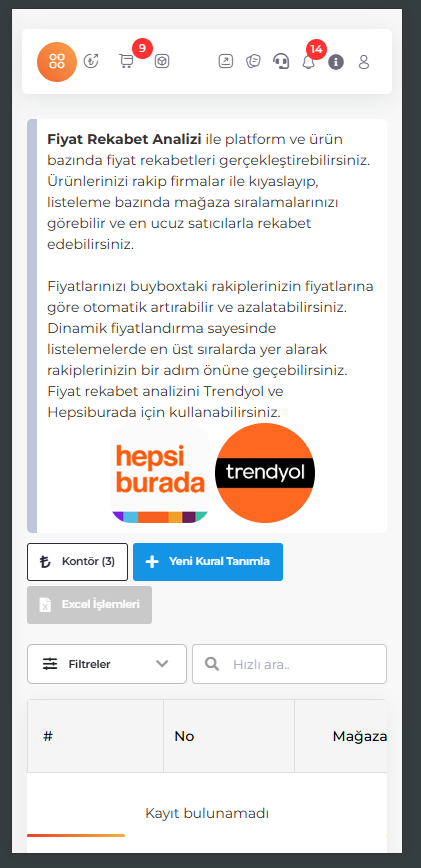 9
14
Fiyat Rekabet Analizi ile platform ve ürün
bazında fiyat rekabetleri gerçekleştirebilirsiniz.
Ürünlerinizi rakip firmalar ile kıyaslayıp,
listeleme bazında mağaza sıralamalarınızı
görebilir ve en ucuz satıcılarla rekabet
edebilirsiniz.
Fiyatlarınızı buyboxtaki rakiplerinizin fiyatlarına
göre otomatik artırabilir ve azalatabilirsiniz.
Dinamik fiyatlandırma sayesinde
listelemelerde en üst sıralarda yer alarak
rakiplerinizin bir adım önüne geçebilirsiniz.
Fiyat rekabet analizini Trendyol ve
Hepsiburada için kullanabilirsiniz.
hepsi
burada
trendyol
₺ Kontör (3)
+ Yeni Kural Tanımla
Excel İşlemleri
Filtreler
Hızlı ara..
# No Mağaza
Kayıt bulunamadı